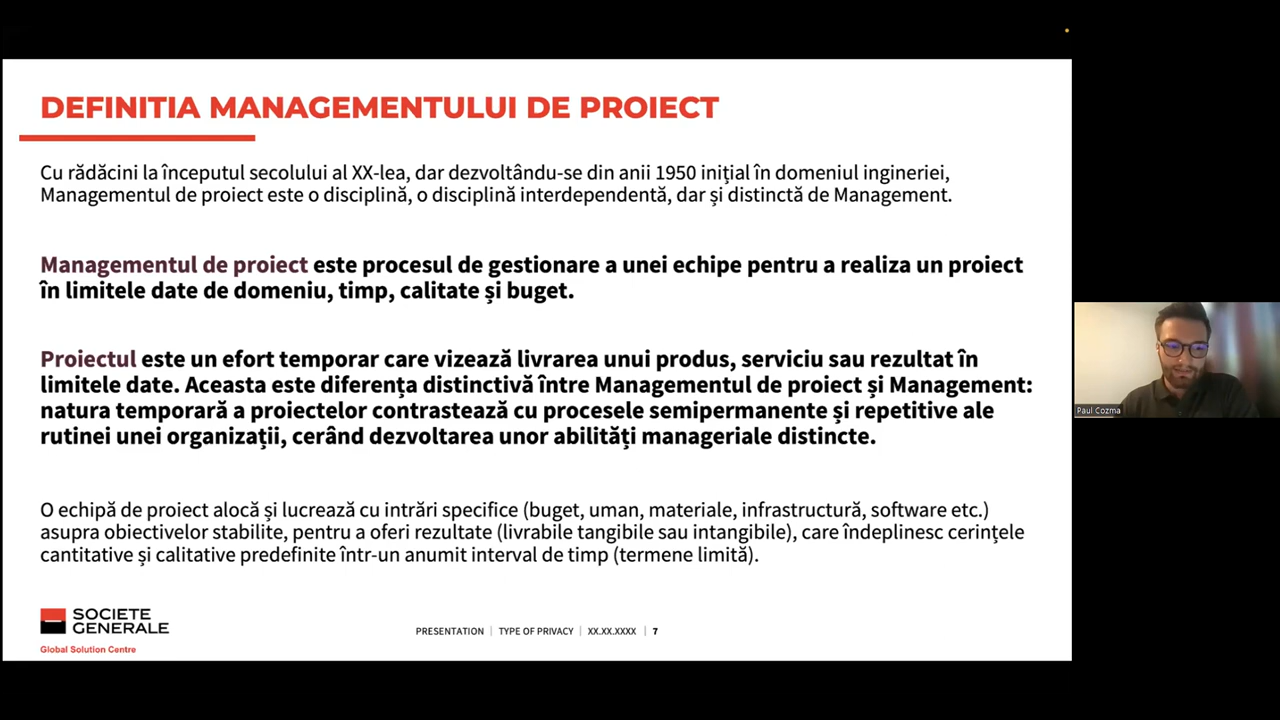 DEFINITIA MANAGEMENTULUI DE PROIECT
Cu rădăcini la începutul secolului al XX-lea, dar dezvoltându-se din anii 1950 inițial în domeniul ingineriei,
Managementul de proiect este o disciplină, o disciplină interdependentă, dar și distinctă de Management.
Managementul de proiect este procesul de gestionare a unei echipe pentru a realiza un proiect
în limitele date de domeniu, timp, calitate și buget.
Proiectul este un efort temporar care vizează livrarea unui produs, serviciu sau rezultat în
limitele date. Aceasta este diferența distinctivă între Managementul de proiect și Management:
natura temporară a proiectelor contrastează cu procesele semipermanente și repetitive ale
rutinei unei organizații, cerând dezvoltarea unor abilități manageriale distincte.
O echipă de proiect alocă și lucrează cu intrări specifice (buget, uman, materiale, infrastructură, software etc.)
asupra obiectivelor stabilite, pentru a oferi rezultate (livrabile tangibile sau intangibile), care îndeplinesc cerințele
cantitative și calitative predefinite într-un anumit interval de timp (termene limită).
SOCIETE
GENERALE
Global Solution Centre
PRESENTATION | TYPE OF PRIVACY | XX.XX.XXXX | 7
Paul Cozma